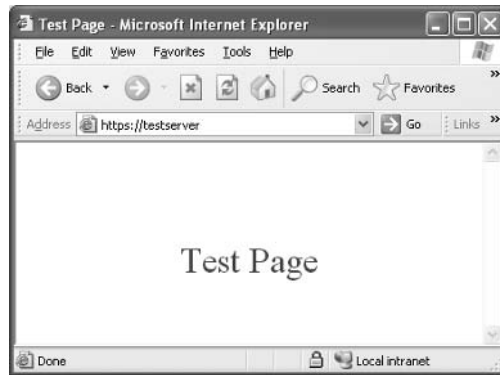 Test Page - Microsoft Internet Explorer
File Edit View Favorites Tools Help
Back Search Favorites »
Address https://testserver Go Links »
Test Page
Done Local intranet